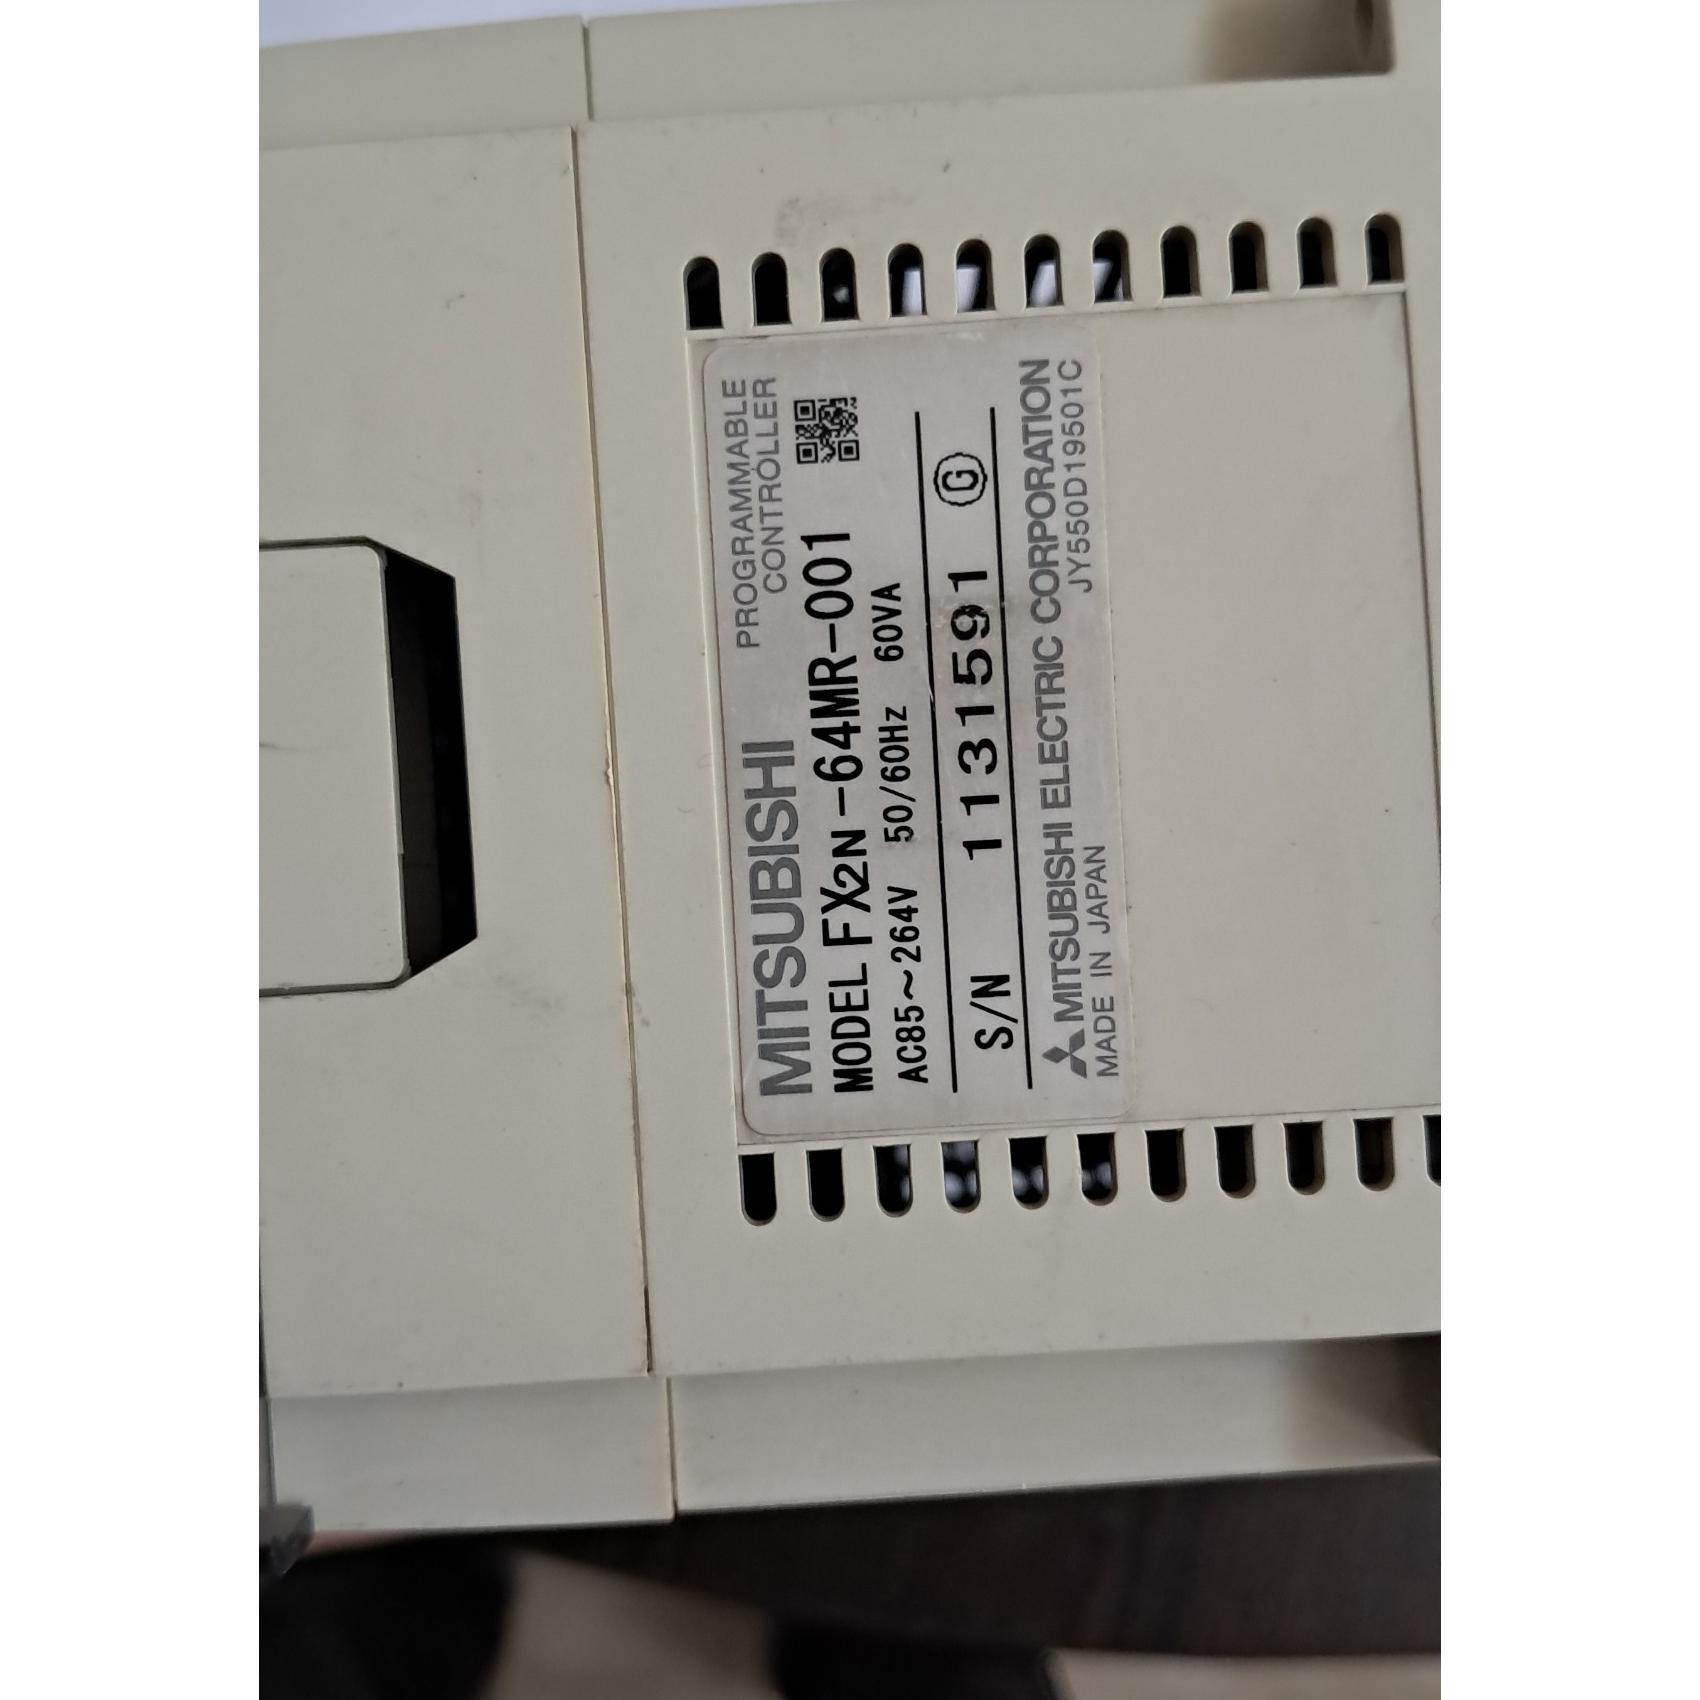 MITSUBISHI
PROGRAMMABLE
CONTROLLER
MODEL FX2N-64MR-001
AC85~264V 50/60Hz 60VA
S/N 1131591 G
MITSUBISHI ELECTRIC CORPORATION
MADE IN JAPAN JY550D19501C